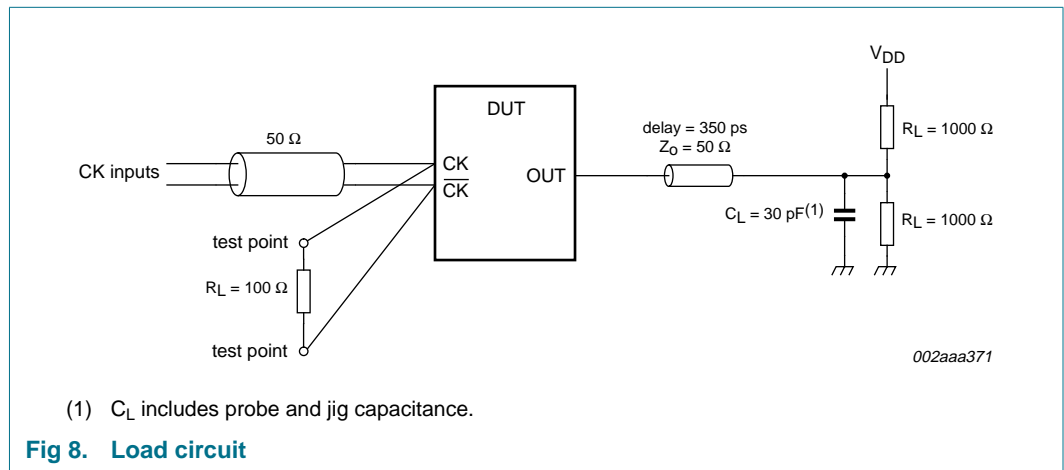 V_DD
DUT
50 Ω
delay = 350 ps
Z_o = 50 Ω
R_L = 1000 Ω
CK inputs
CK
C̅K̅
OUT
C_L = 30 pF(1)
R_L = 1000 Ω
test point
R_L = 100 Ω
test point
002aaa371
(1) C_L includes probe and jig capacitance.
Fig 8. Load circuit